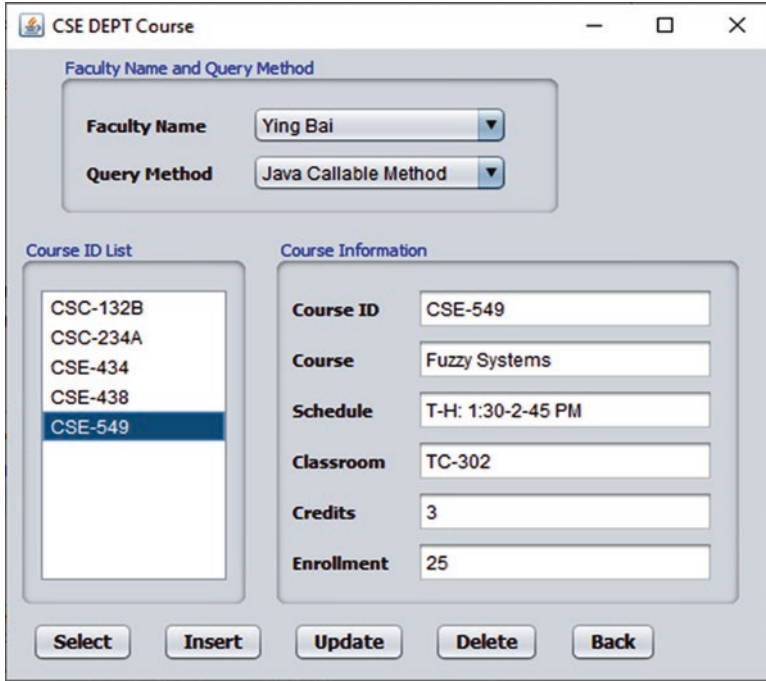 CSE DEPT Course
Faculty Name and Query Method
Faculty Name Ying Bai
Query Method Java Callable Method
Course ID List
CSC-132B
CSC-234A
CSE-434
CSE-438
CSE-549
Course Information
Course ID CSE-549
Course Fuzzy Systems
Schedule T-H: 1:30-2-45 PM
Classroom TC-302
Credits 3
Enrollment 25
Select Insert Update Delete Back